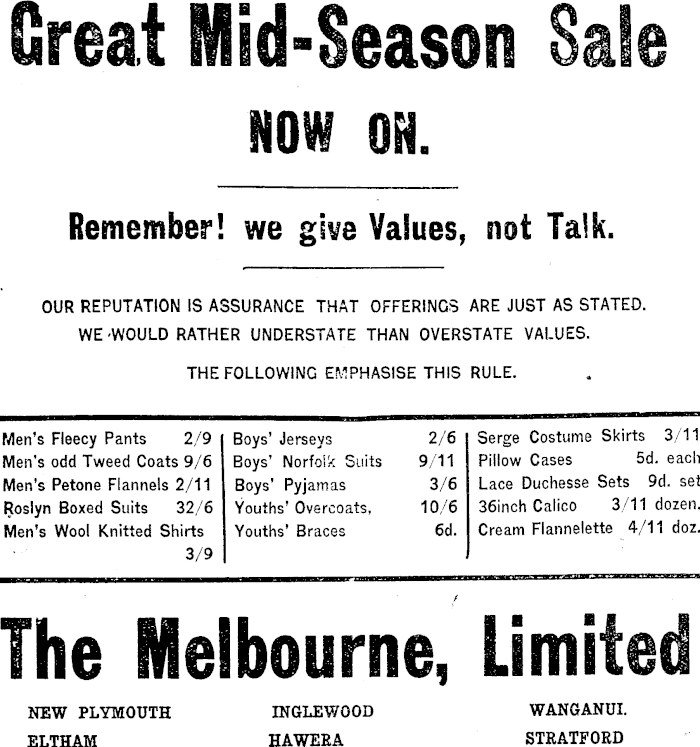 Great Mid-Season Sale
NOW ON.
Remember! we give Values, not Talk.
OUR REPUTATION IS ASSURANCE THAT OFFERINGS ARE JUST AS STATED.
WE WOULD RATHER UNDERSTATE THAN OVERSTATE VALUES.
THE FOLLOWING EMPHASISE THIS RULE.
Men's Fleecy Pants 2/9
Men's odd Tweed Coats 9/6
Men's Petone Flannels 2/11
Roslyn Boxed Suits 32/6
Men's Wool Knitted Shirts
3/9
Boys' Jerseys 2/6
Boys' Norfolk Suits 9/11
Boys' Pyjamas 3/6
Youths' Overcoats, 10/6
Youths' Braces 6d.
Serge Costume Skirts 3/11
Pillow Cases 5d. each
Lace Duchesse Sets 9d. set
36inch Calico 3/11 dozen.
Cream Flannelette 4/11 doz.
The Melbourne, Limited
NEW PLYMOUTH INGLEWOOD WANGANUI.
ELTHAM HAWERA STRATFORD